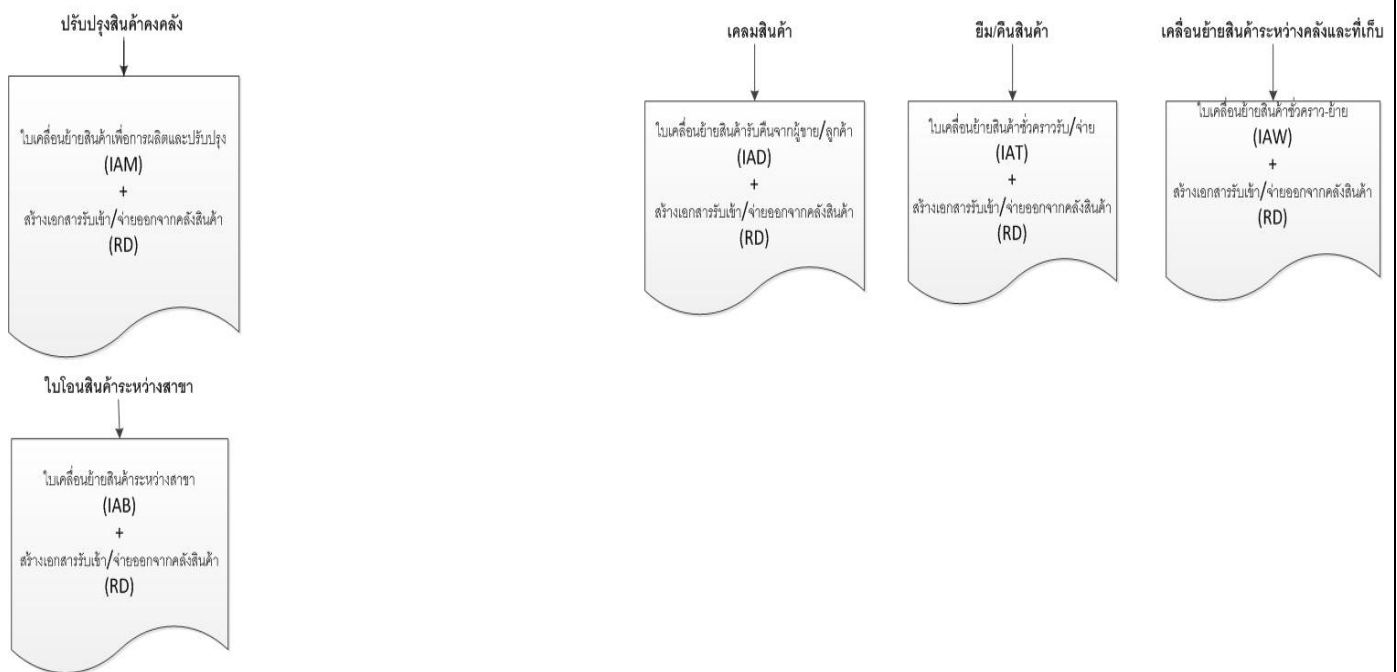 ปรับปรุงสินค้าคงคลัง
ใบเคลื่อนย้ายสินค้าเพื่อการผลิตและปรับปรุง
(IAM)
+
สร้างเอกสารรับเข้า/จ่ายออกจากคลังสินค้า
(RD)
เคลมสินค้า
ใบเคลื่อนย้ายสินค้ารับคืนจากผู้ขาย/ลูกค้า
(IAD)
+
สร้างเอกสารรับเข้า/จ่ายออกจากคลังสินค้า
(RD)
ยืม/คืนสินค้า
ใบเคลื่อนย้ายสินค้าชั่วคราวรับ/จ่าย
(IAT)
+
สร้างเอกสารรับเข้า/จ่ายออกจากคลังสินค้า
(RD)
เคลื่อนย้ายสินค้าระหว่างคลังและที่เก็บ
ใบเคลื่อนย้ายสินค้าชั่วคราว-ย้าย
(IAW)
+
สร้างเอกสารรับเข้า/จ่ายออกจากคลังสินค้า
(RD)
ใบโอนสินค้าระหว่างสาขา
ใบเคลื่อนย้ายสินค้าระหว่างสาขา
(IAB)
+
สร้างเอกสารรับเข้า/จ่ายออกจากคลังสินค้า
(RD)